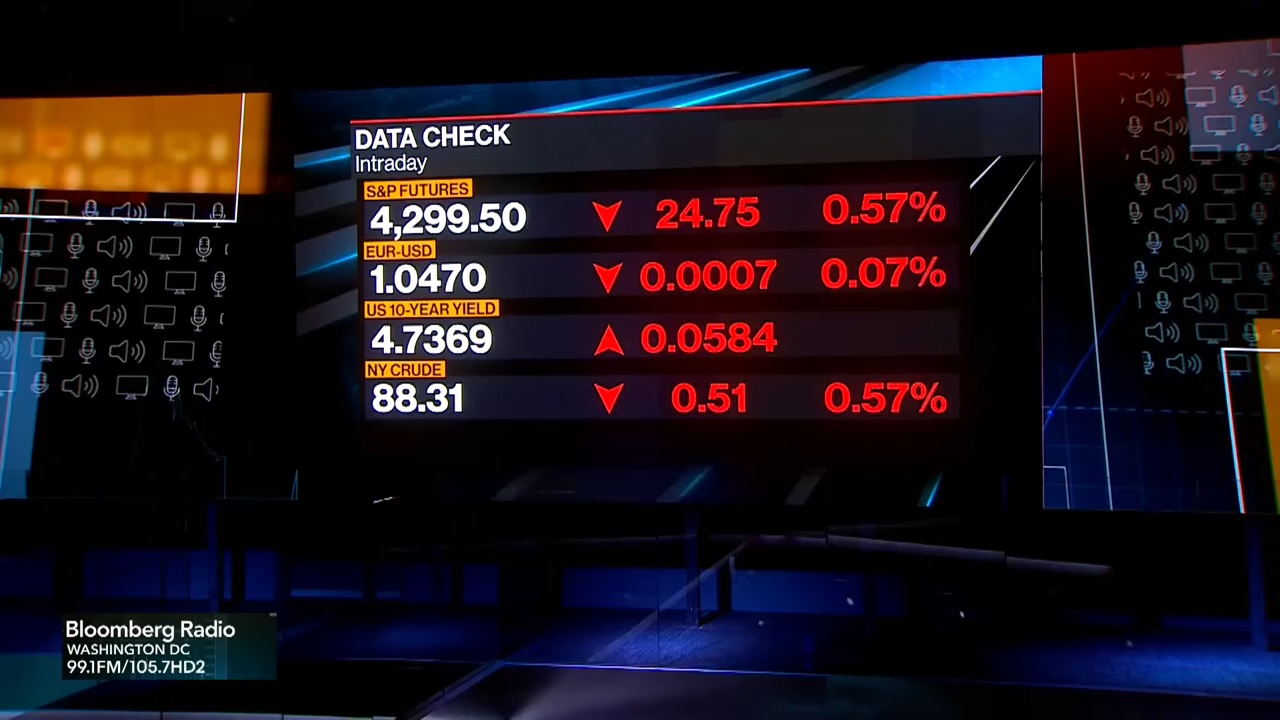 DATA CHECK
Intraday
S&P FUTURES
4,299.50 24.75 0.57%
EUR-USD
1.0470 0.0007 0.07%
US 10-YEAR YIELD
4.7369 0.0584
NY CRUDE
88.31 0.51 0.57%
Bloomberg Radio
WASHINGTON DC
99.1FM/105.7HD2